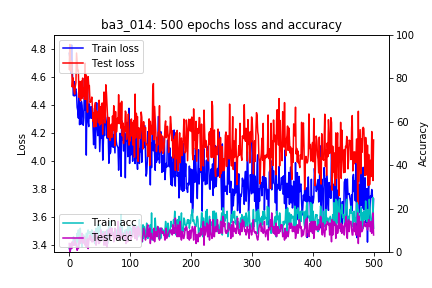 ba3_014: 500 epochs loss and accuracy
4.8
4.6
4.4
4.2
4.0
3.8
3.6
3.4
Loss
Train loss
Test loss
Train acc
Test acc
100
80
60
40
20
0
Accuracy
0
100
200
300
400
500